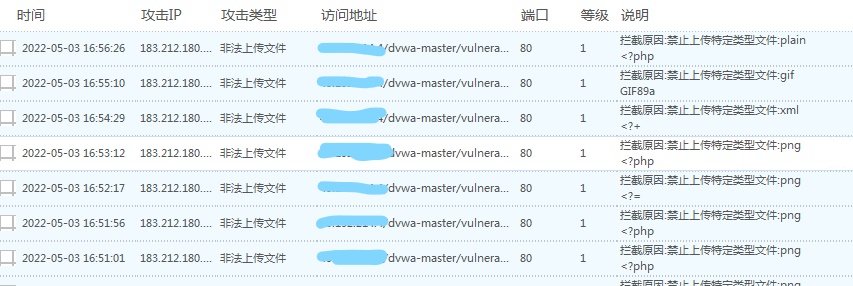 时间 攻击IP 攻击类型 访问地址 端口 等级 说明
2022-05-03 16:56:26 183.212.180.... 非法上传文件 /dvwa-master/vulnera... 80 1 拦截原因:禁止上传特定类型文件:plain
<?php
2022-05-03 16:55:10 183.212.180.... 非法上传文件 /dvwa-master/vulnera... 80 1 拦截原因:禁止上传特定类型文件:gif
GIF89a
2022-05-03 16:54:29 183.212.180.... 非法上传文件 /dvwa-master/vulnera... 80 1 拦截原因:禁止上传特定类型文件:xml
<?+
2022-05-03 16:53:12 183.212.180.... 非法上传文件 /dvwa-master/vulnera... 80 1 拦截原因:禁止上传特定类型文件:png
<?php
2022-05-03 16:52:17 183.212.180.... 非法上传文件 /dvwa-master/vulnera... 80 1 拦截原因:禁止上传特定类型文件:png
<?=
2022-05-03 16:51:56 183.212.180.... 非法上传文件 /dvwa-master/vulnera... 80 1 拦截原因:禁止上传特定类型文件:png
<?php
2022-05-03 16:51:01 183.212.180.... 非法上传文件 /dvwa-master/vulnera... 80 1 拦截原因:禁止上传特定类型文件:png
<?php